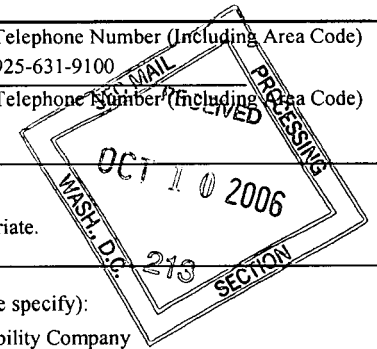 Telephone Number (Including Area Code)
925-631-9100
Telephone Number (Including Area Code)
SEC MAIL
RECEIVED
PROCESSING
OCT 10 2006
WASH., D.C.
213
SECTION
riate.
e specify):
bility Company